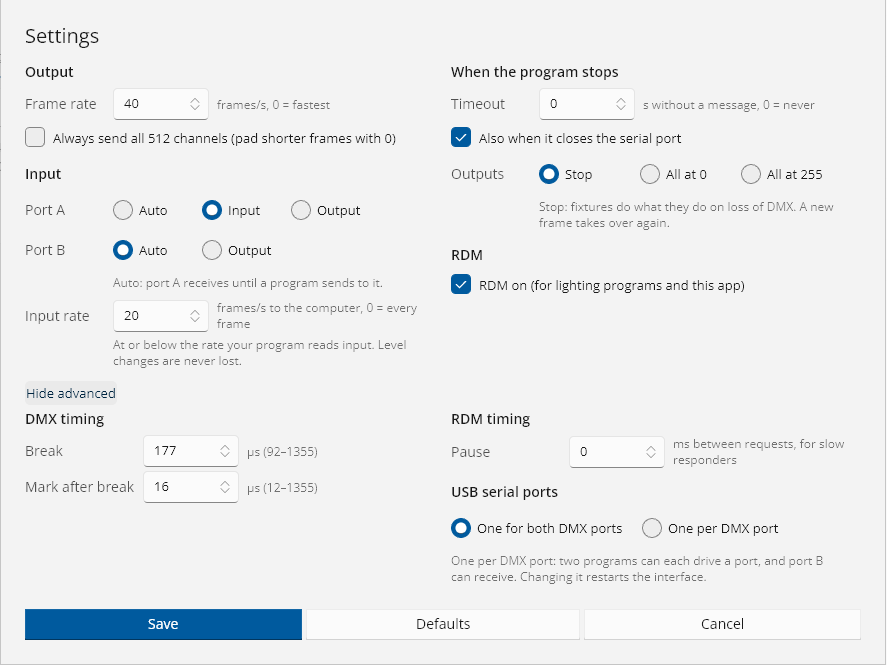 Settings
Output
Frame rate 40 frames/s, 0 = fastest
Always send all 512 channels (pad shorter frames with 0)
Input
Port A Auto Input Output
Port B Auto Output
Auto: port A receives until a program sends to it.
Input rate 20 frames/s to the computer, 0 = every
frame
At or below the rate your program reads input. Level
changes are never lost.
When the program stops
Timeout 0 s without a message, 0 = never
Also when it closes the serial port
Outputs Stop All at 0 All at 255
Stop: fixtures do what they do on loss of DMX. A new
frame takes over again.
RDM
RDM on (for lighting programs and this app)
Hide advanced
DMX timing
Break 177 µs (92–1355)
Mark after break 16 µs (12–1355)
RDM timing
Pause 0 ms between requests, for slow
responders
USB serial ports
One for both DMX ports One per DMX port
One per DMX port: two programs can each drive a port, and port B
can receive. Changing it restarts the interface.
Save Defaults Cancel